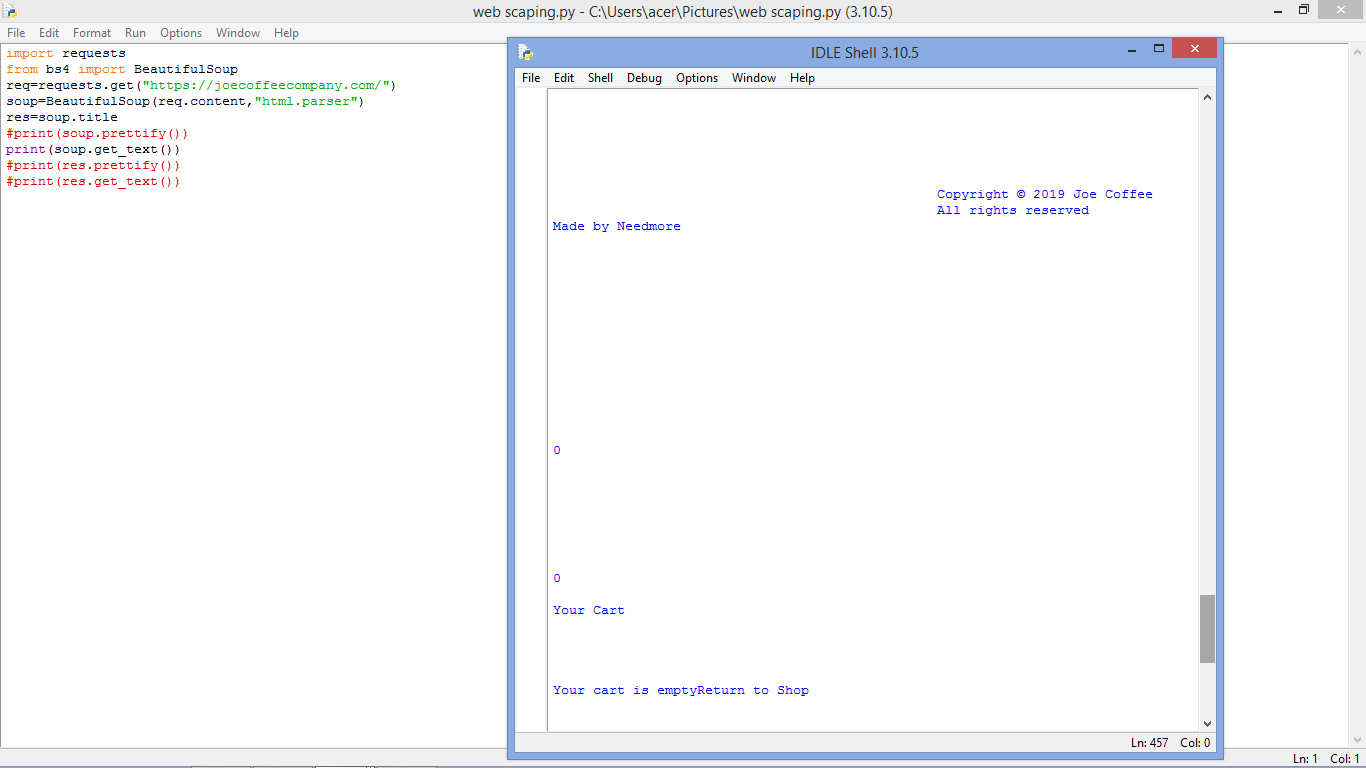 web scaping.py - C:\Users\acer\Pictures\web scaping.py (3.10.5)
File Edit Format Run Options Window Help
import requests
from bs4 import BeautifulSoup
req=requests.get("https://joecoffeecompany.com/")
soup=BeautifulSoup(req.content,"html.parser")
res=soup.title
#print(soup.prettify())
print(soup.get_text())
#print(res.prettify())
#print(res.get_text())
IDLE Shell 3.10.5
File Edit Shell Debug Options Window Help
Copyright © 2019 Joe Coffee
All rights reserved
Made by Needmore
0
0
Your Cart
Your cart is emptyReturn to Shop
Ln: 457 Col: 0
Ln: 1 Col: 1